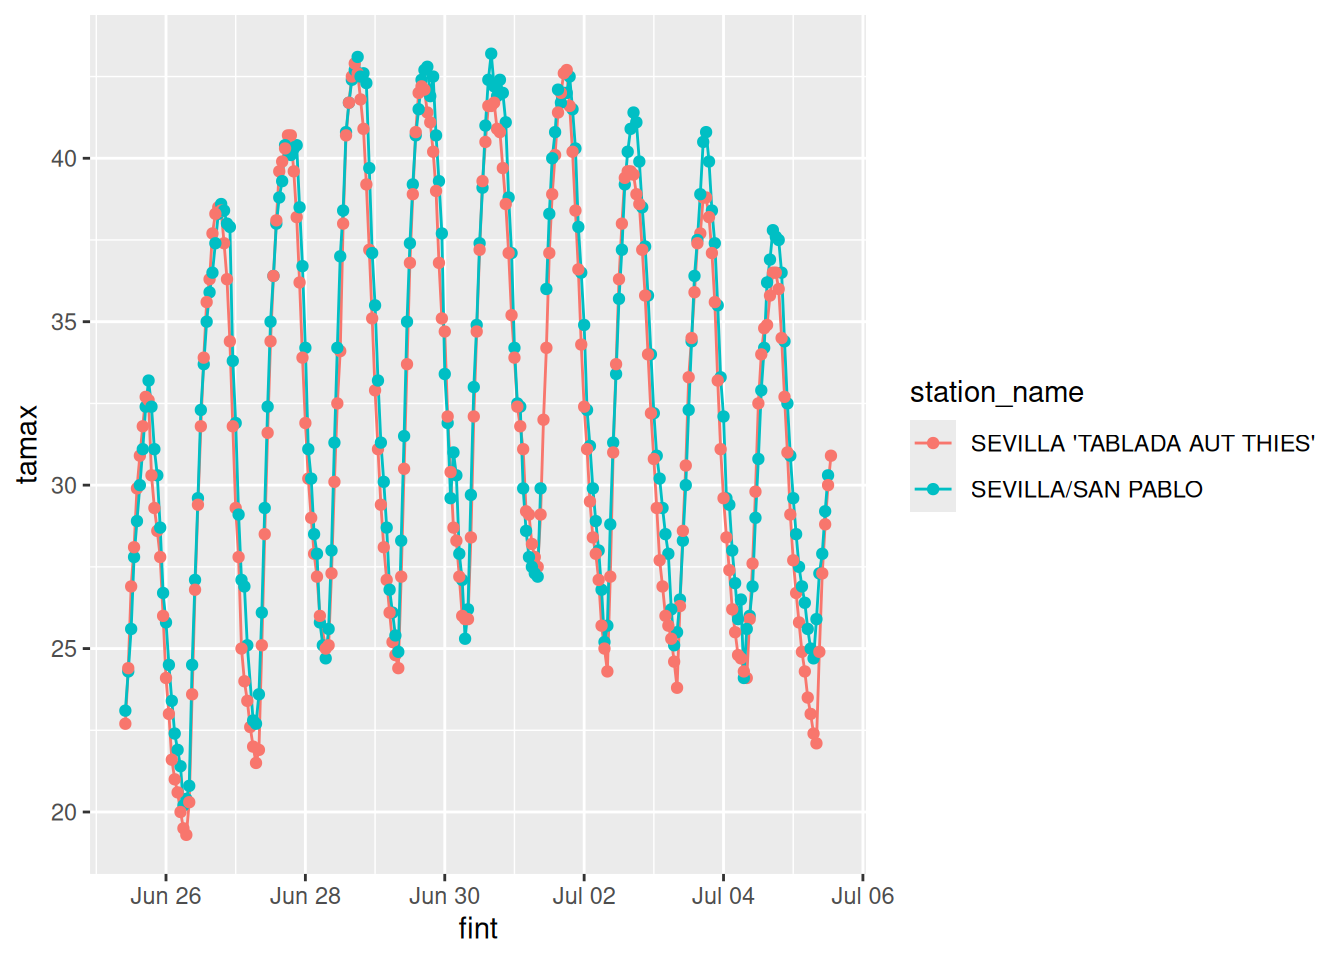 tamax
40
35
30
25
20
Jun 26
Jun 28
Jun 30
Jul 02
Jul 04
Jul 06
fint
station_name
SEVILLA 'TABLADA AUT THIES'
SEVILLA/SAN PABLO